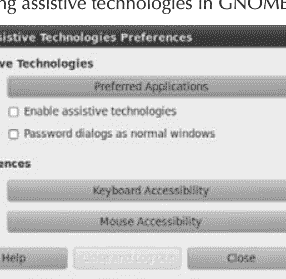 ng assistive technologies in GNOME
sistive Technologies Preferences
ve Technologies
Preferred Applications
Enable assistive technologies
Password dialogs as normal windows
ences
Keyboard Accessibility
Mouse Accessibility
Help
Close